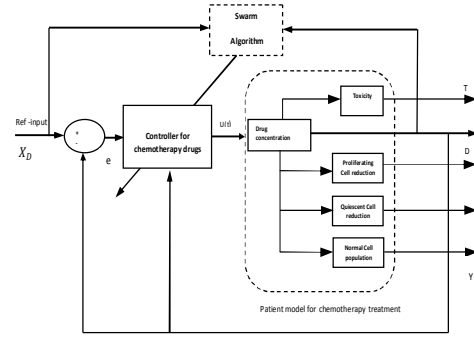 Swarm
Algorithm
Ref -input
X_D
+
-
e
Controller for
chemotherapy drugs
U(t)
Drug
concentration
Toxicity
T
D
Proliferating
Cell reduction
Quiescent Cell
reduction
Normal Cell
population
Y
Patient model for chemotherapy treatment